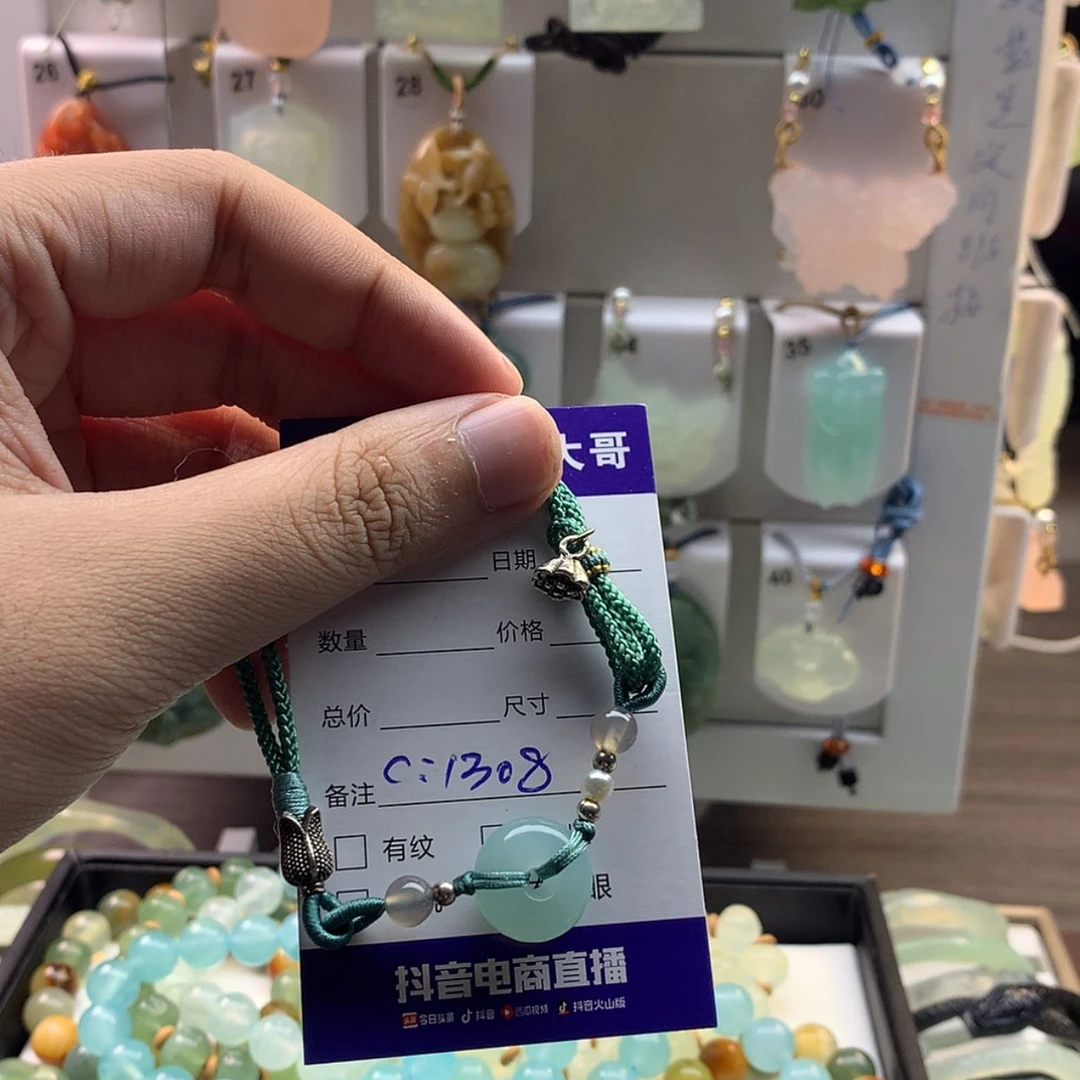 26
27
28
30
35
40
大哥
日期
数量
价格
总价
尺寸
备注 C:1308
有纹
眼
抖音电商直播
今日头条 抖音 西瓜视频 抖音火山版